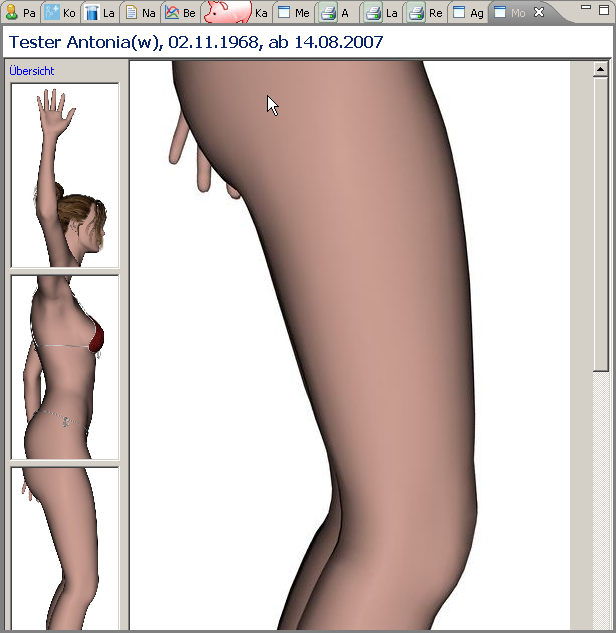 Pa Ko La Na Be Ka Me A La Re Ag Mo
Tester Antonia(w), 02.11.1968, ab 14.08.2007
Übersicht